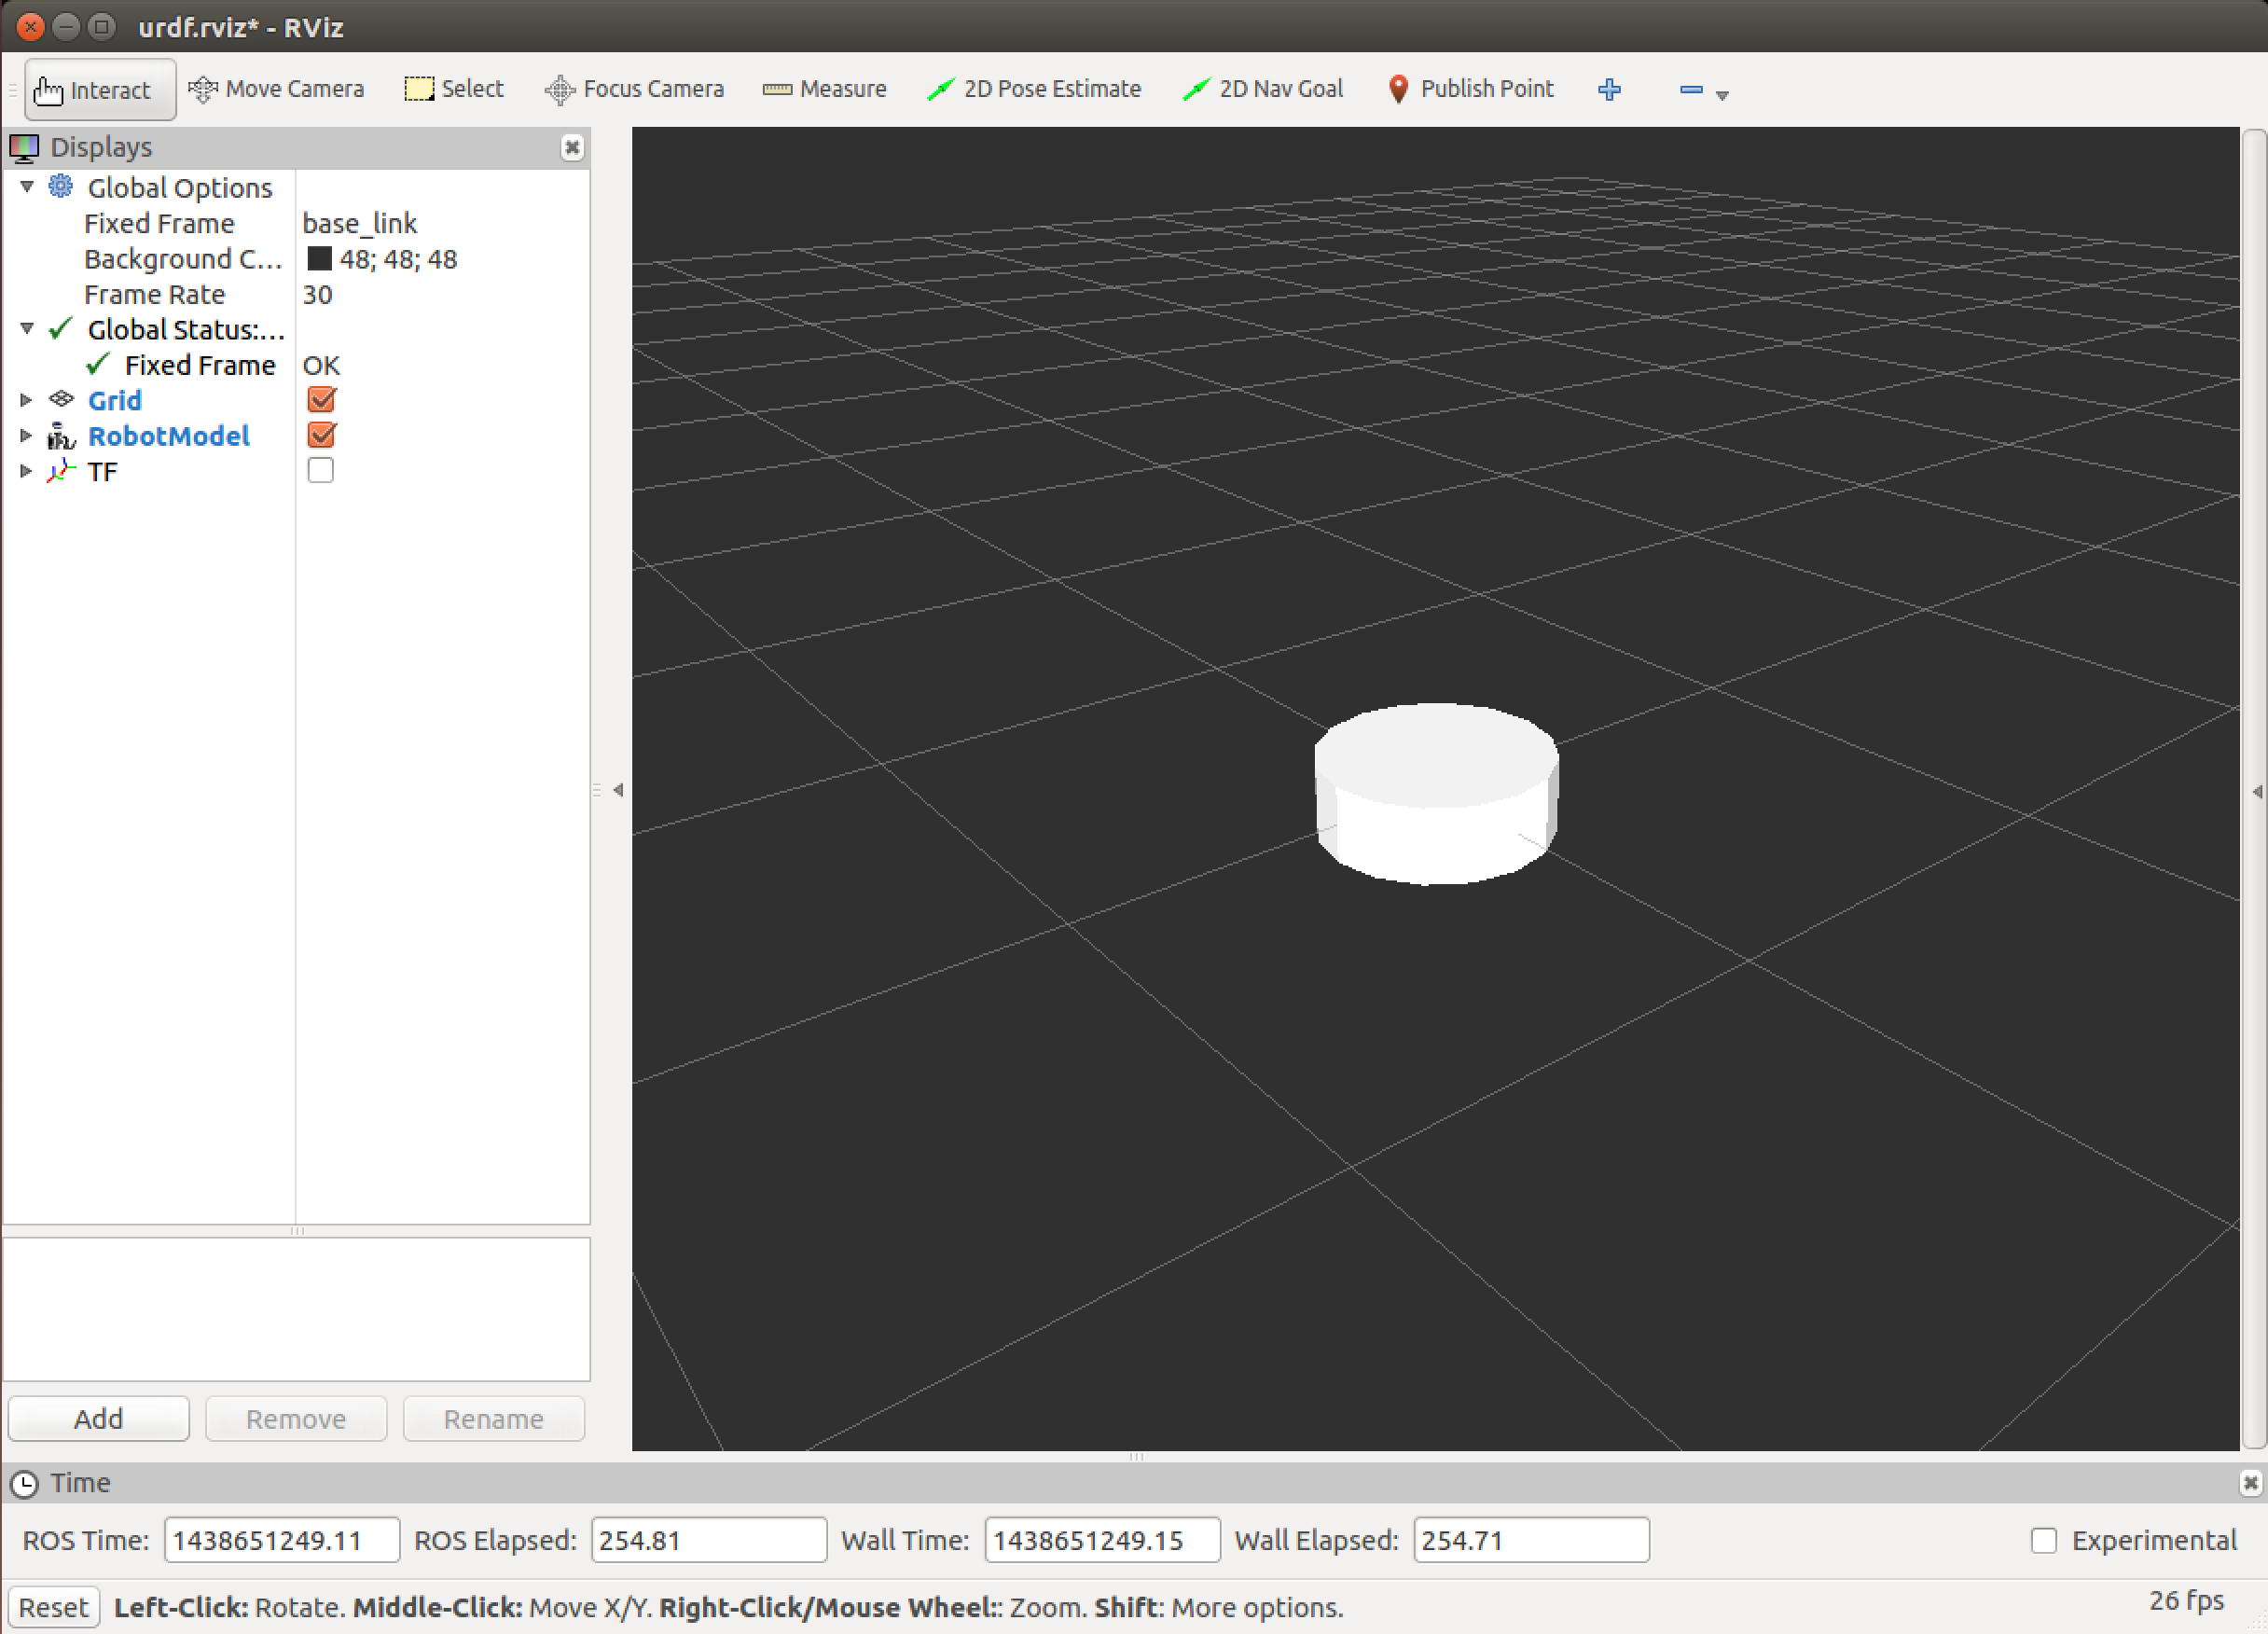 urdf.rviz* - RViz
Interact Move Camera Select Focus Camera Measure 2D Pose Estimate 2D Nav Goal Publish Point
Displays
Global Options
Fixed Frame base_link
Background C... 48; 48; 48
Frame Rate 30
Global Status:...
Fixed Frame OK
Grid
RobotModel
TF
Add Remove Rename
Time
ROS Time: 1438651249.11 ROS Elapsed: 254.81 Wall Time: 1438651249.15 Wall Elapsed: 254.71 Experimental
Reset Left-Click: Rotate. Middle-Click: Move X/Y. Right-Click/Mouse Wheel:: Zoom. Shift: More options. 26 fps